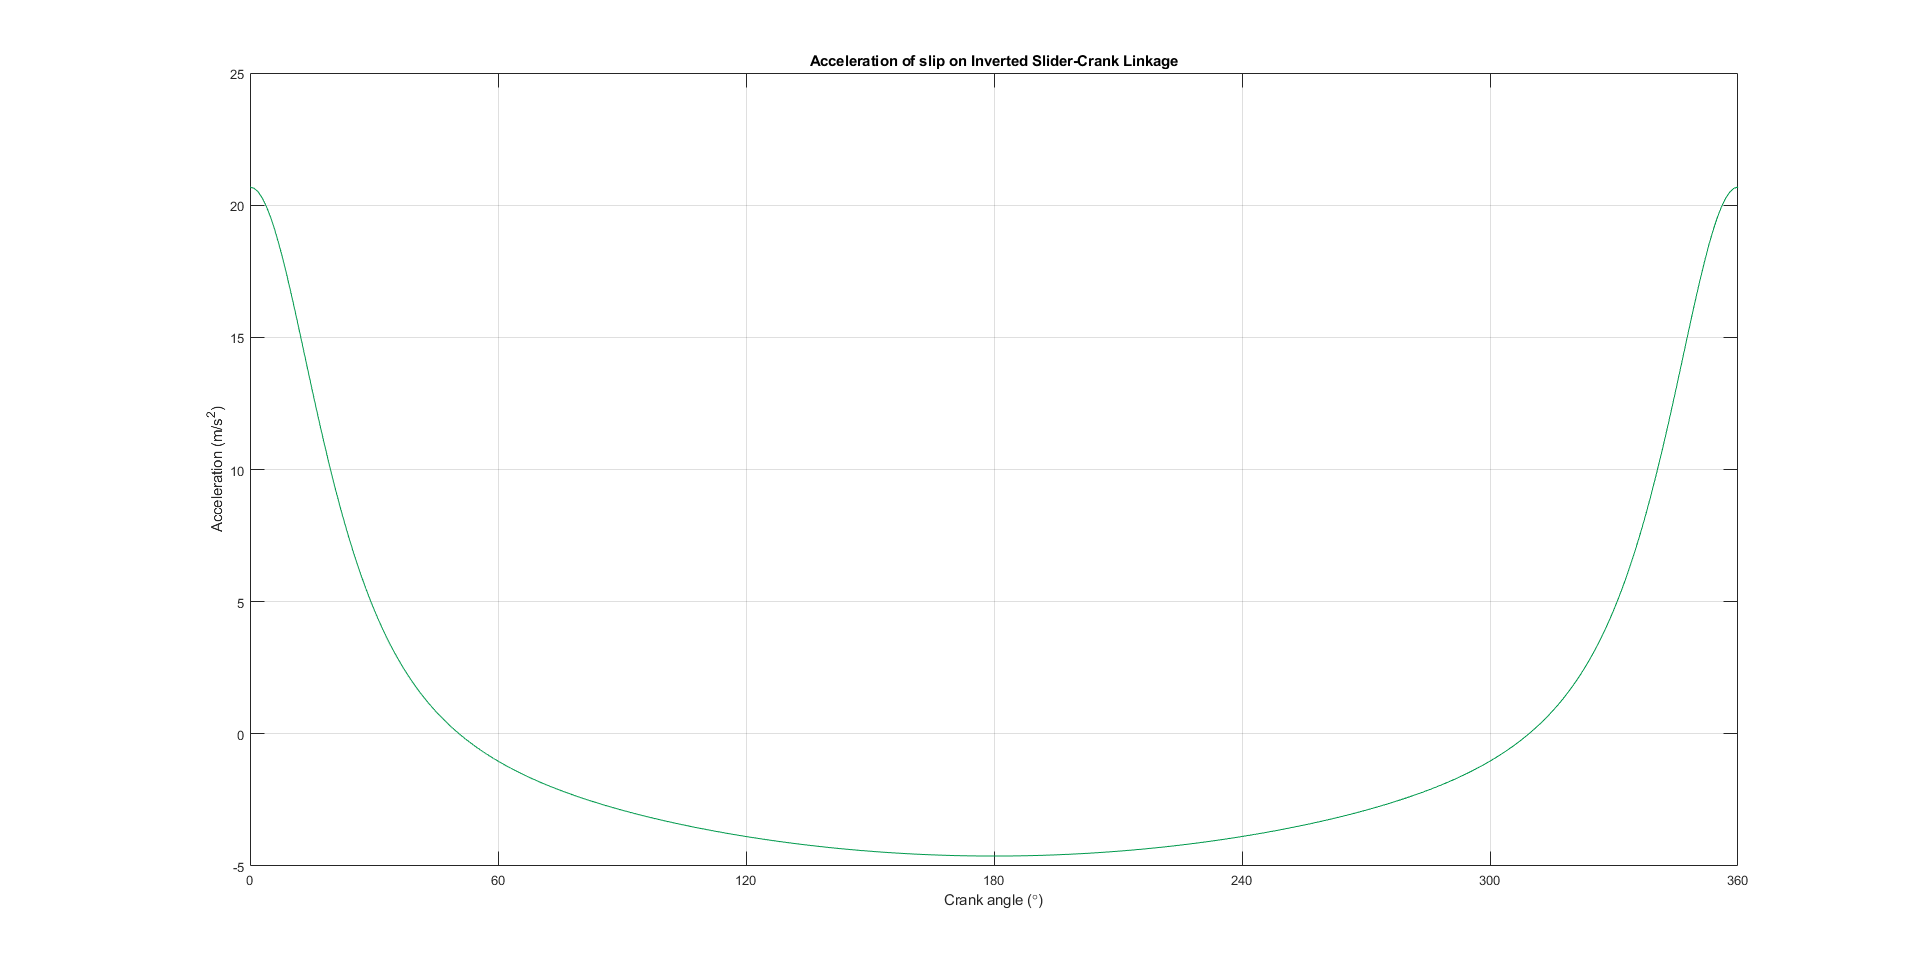 Acceleration of slip on Inverted Slider-Crank Linkage
25
20
15
10
5
0
-5
Acceleration (m/s²)
0 60 120 180 240 300 360
Crank angle (°)